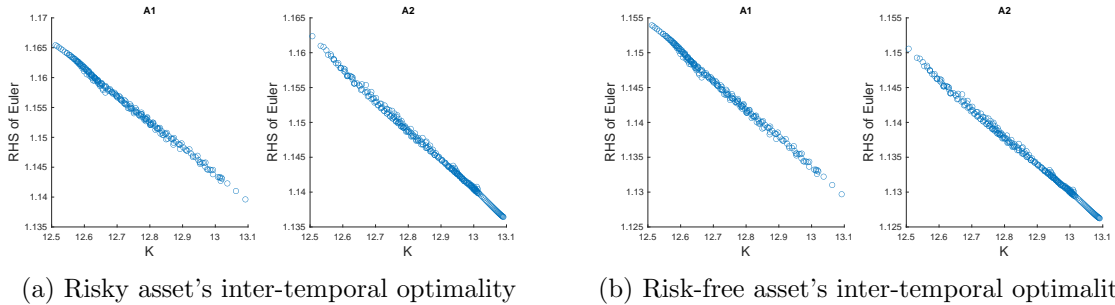 A1
RHS of Euler
1.17
1.165
1.16
1.155
1.15
1.145
1.14
1.135
12.5 12.6 12.7 12.8 12.9 13 13.1
K
A2
RHS of Euler
1.165
1.16
1.155
1.15
1.145
1.14
1.135
12.5 12.6 12.7 12.8 12.9 13 13.1
K
A1
RHS of Euler
1.155
1.15
1.145
1.14
1.135
1.13
1.125
12.5 12.6 12.7 12.8 12.9 13 13.1
K
A2
RHS of Euler
1.155
1.15
1.145
1.14
1.135
1.13
1.125
12.5 12.6 12.7 12.8 12.9 13 13.1
K
(a) Risky asset's inter-temporal optimality
(b) Risk-free asset's inter-temporal optimalit